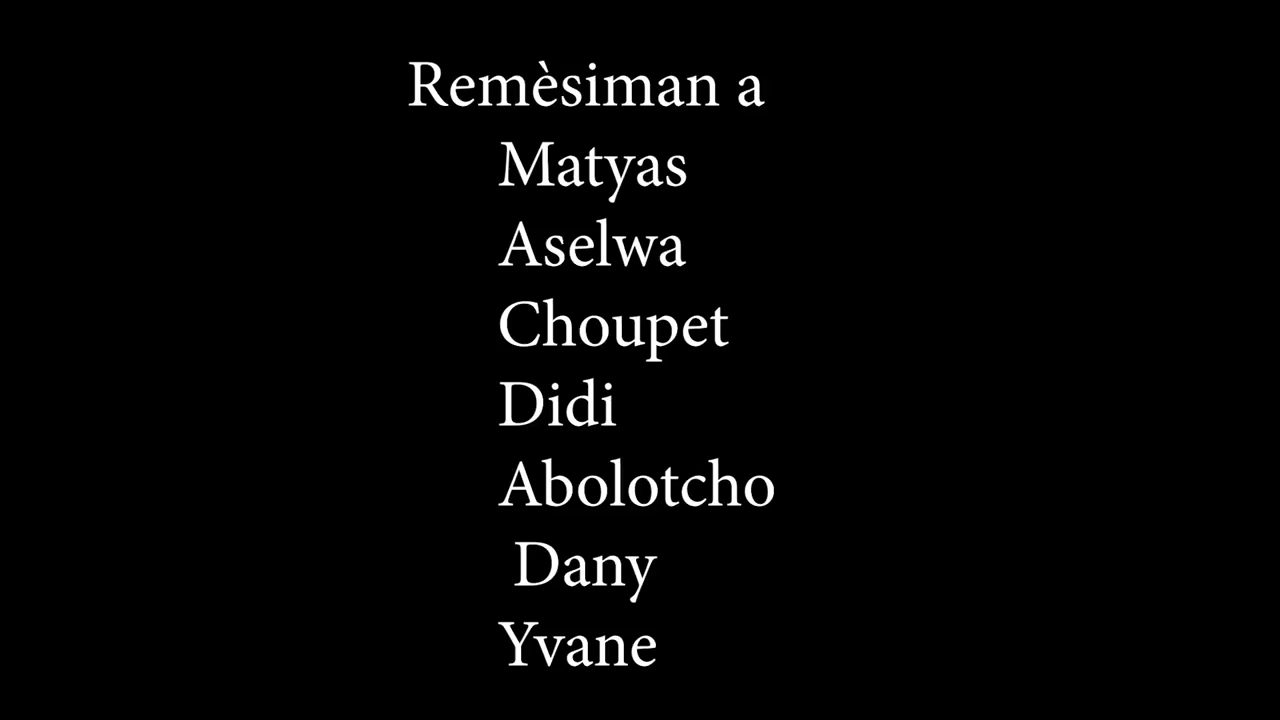 Remèsiman a
Matyas
Aselwa
Choupet
Didi
Abolotcho
Dany
Yvane